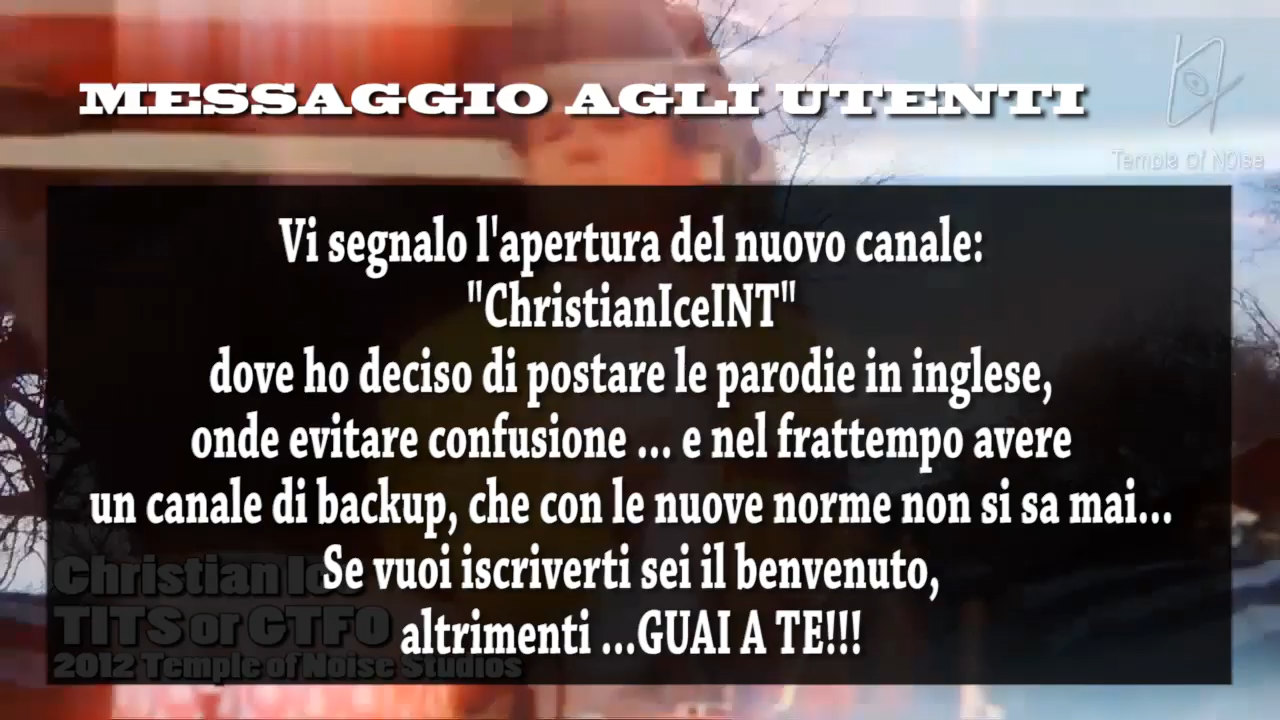 MESSAGGIO AGLI UTENTI
Temple of N0ise
Vi segnalo l'apertura del nuovo canale:
"ChristianIceINT"
dove ho deciso di postare le parodie in inglese,
onde evitare confusione ... e nel frattempo avere
un canale di backup, che con le nuove norme non si sa mai...
Se vuoi iscriverti sei il benvenuto,
altrimenti ...GUAI A TE!!!
Christian Ice
TITS or GTFO
2012 Temple of Noise Studios